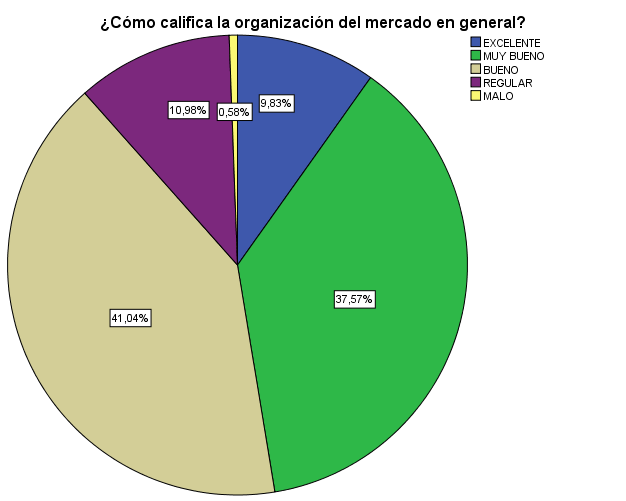 ¿Cómo califica la organización del mercado en general?
EXCELENTE
MUY BUENO
BUENO
REGULAR
MALO
10,98%
0,58%
9,83%
37,57%
41,04%